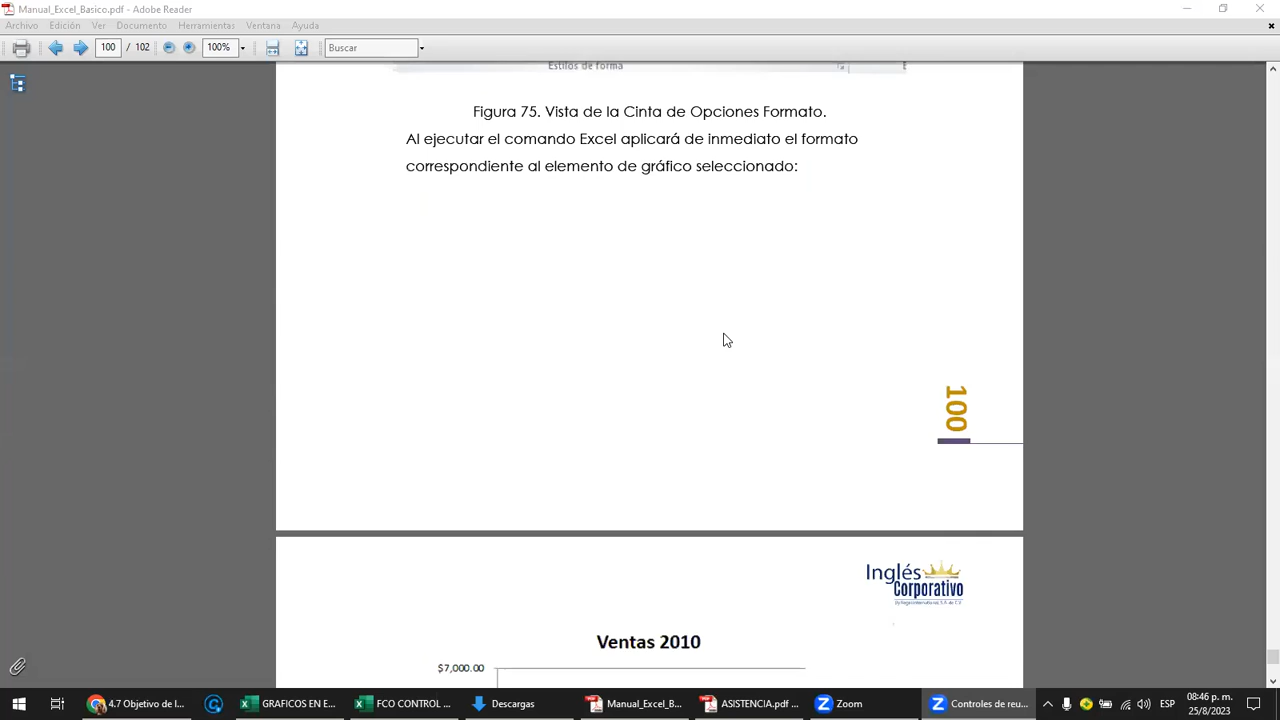 Manual_Excel_Basico.pdf - Adobe Reader
Archivo Edición Ver Documento Herramientas Ventana Ayuda
100 / 102 100% Buscar
Estilos de forma
Figura 75. Vista de la Cinta de Opciones Formato.
Al ejecutar el comando Excel aplicará de inmediato el formato
correspondiente al elemento de gráfico seleccionado:
100
Inglés
Corporativo
Ventas 2010
$7,000.00
4.7 Objetivo de l... GRAFICOS EN E... FCO CONTROL ... Descargas Manual_Excel_B... ASISTENCIA.pdf ... Zoom Controles de reu... ESP
08:46 p. m.
25/8/2023